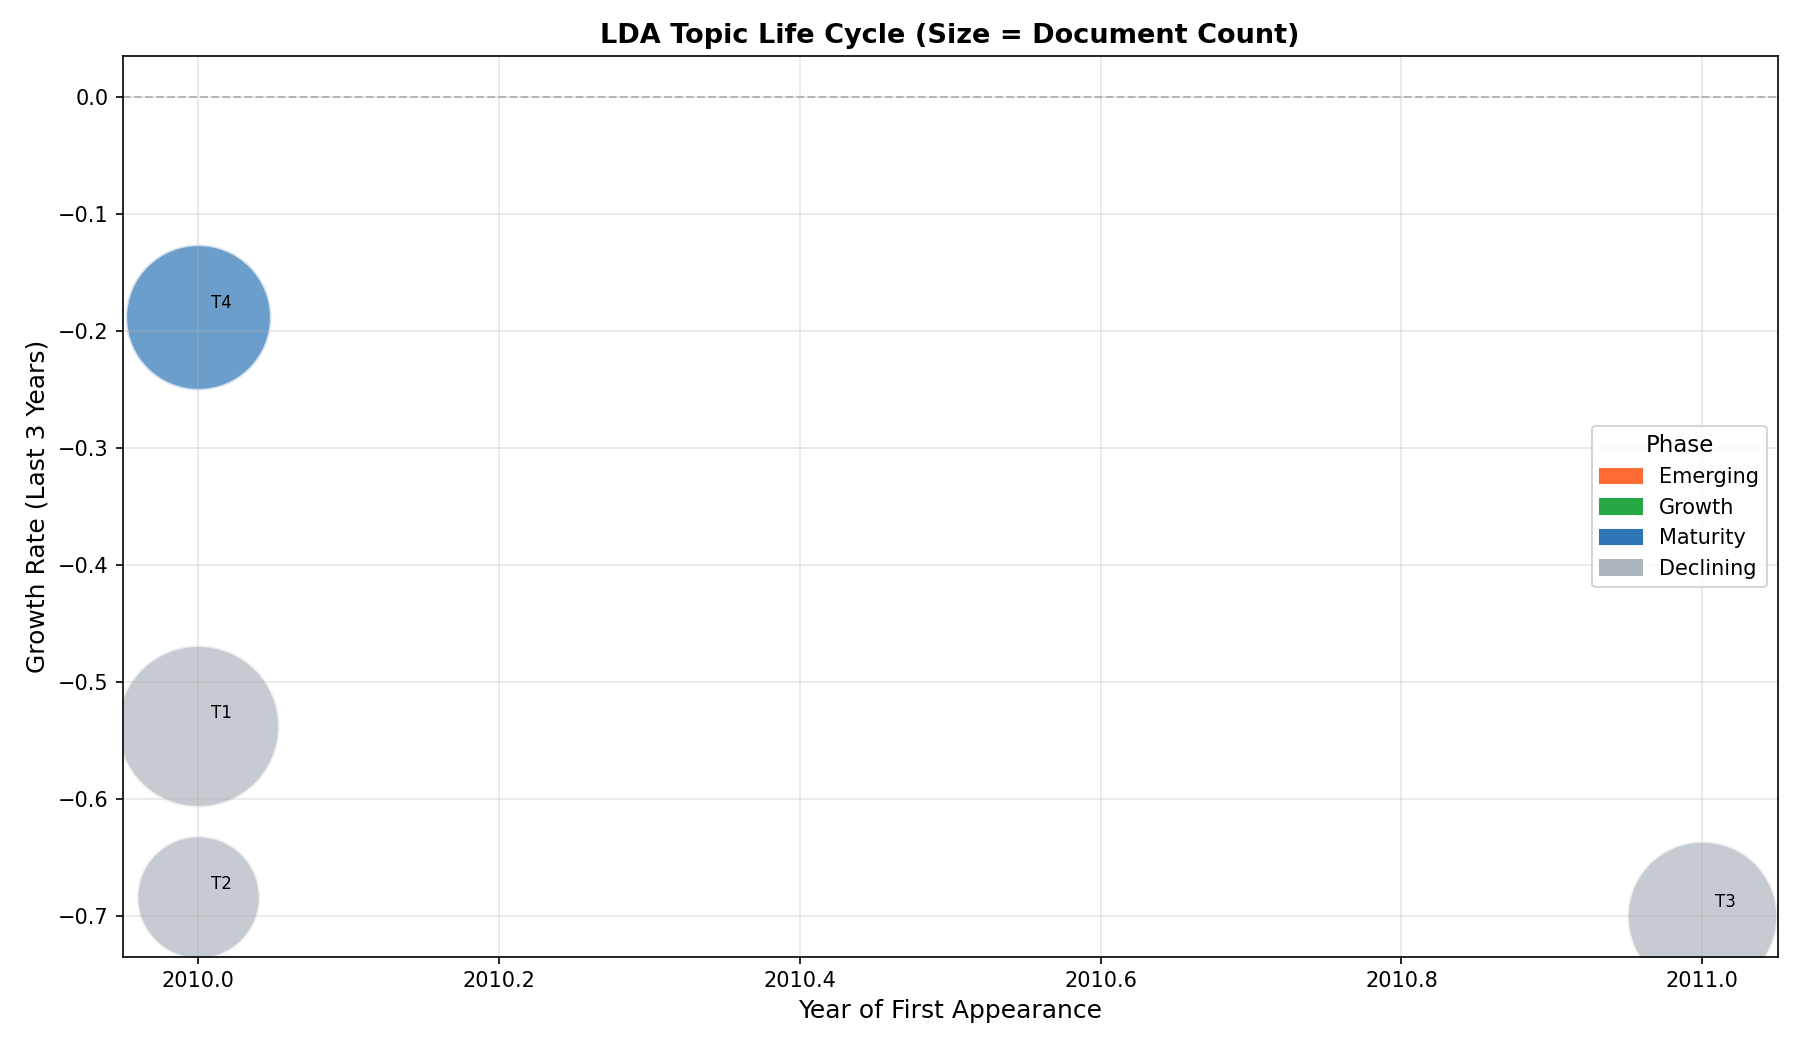 LDA Topic Life Cycle (Size = Document Count)
0.0
−0.1
−0.2
−0.3
−0.4
−0.5
−0.6
−0.7
Growth Rate (Last 3 Years)
T4
T1
T2
T3
Phase
Emerging
Growth
Maturity
Declining
2010.0 2010.2 2010.4 2010.6 2010.8 2011.0
Year of First Appearance